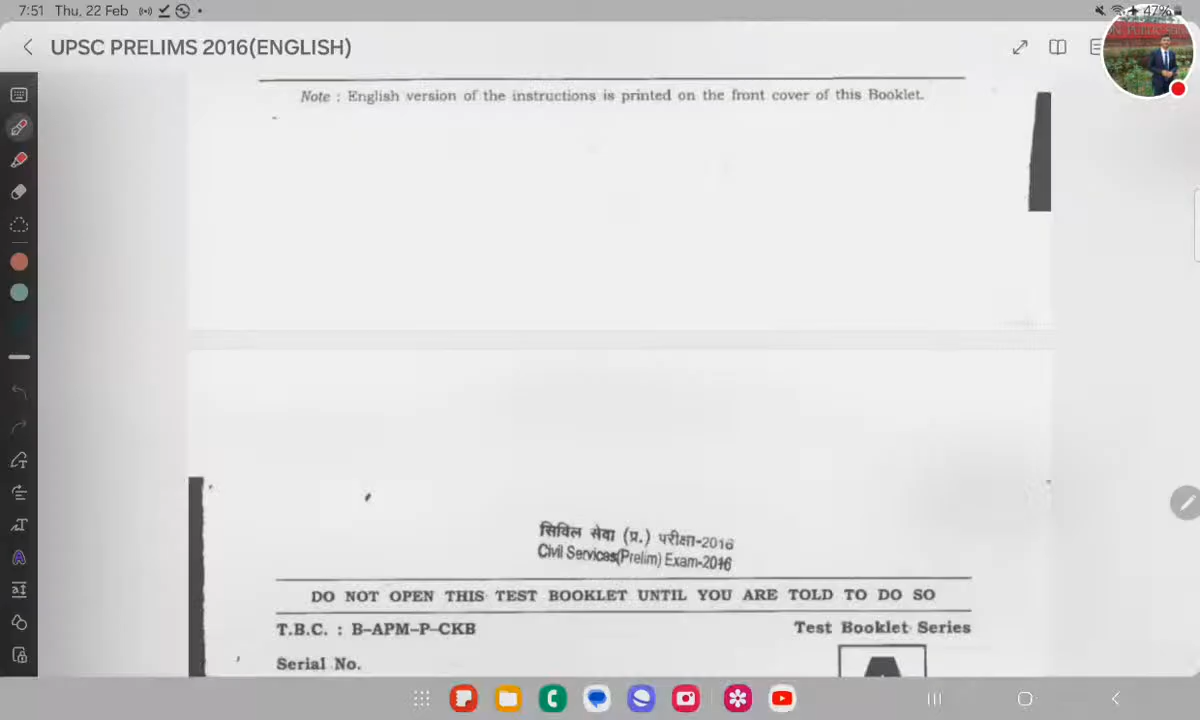 7:51 Thu, 22 Feb
47%
UPSC PRELIMS 2016(ENGLISH)
Note : English version of the instructions is printed on the front cover of this Booklet.
सिविल सेवा (प्र.) परीक्षा-2016
Civil Services(Prelim) Exam-2016
DO NOT OPEN THIS TEST BOOKLET UNTIL YOU ARE TOLD TO DO SO
T.B.C. : B-APM-P-CKB
Test Booklet Series
Serial No.